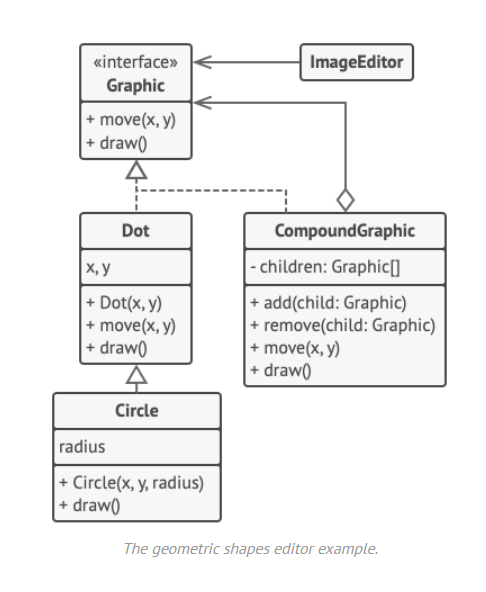 «interface»
Graphic
+ move(x, y)
+ draw()
ImageEditor
Dot
x, y
+ Dot(x, y)
+ move(x, y)
+ draw()
CompoundGraphic
- children: Graphic[]
+ add(child: Graphic)
+ remove(child: Graphic)
+ move(x, y)
+ draw()
Circle
radius
+ Circle(x, y, radius)
+ draw()
The geometric shapes editor example.